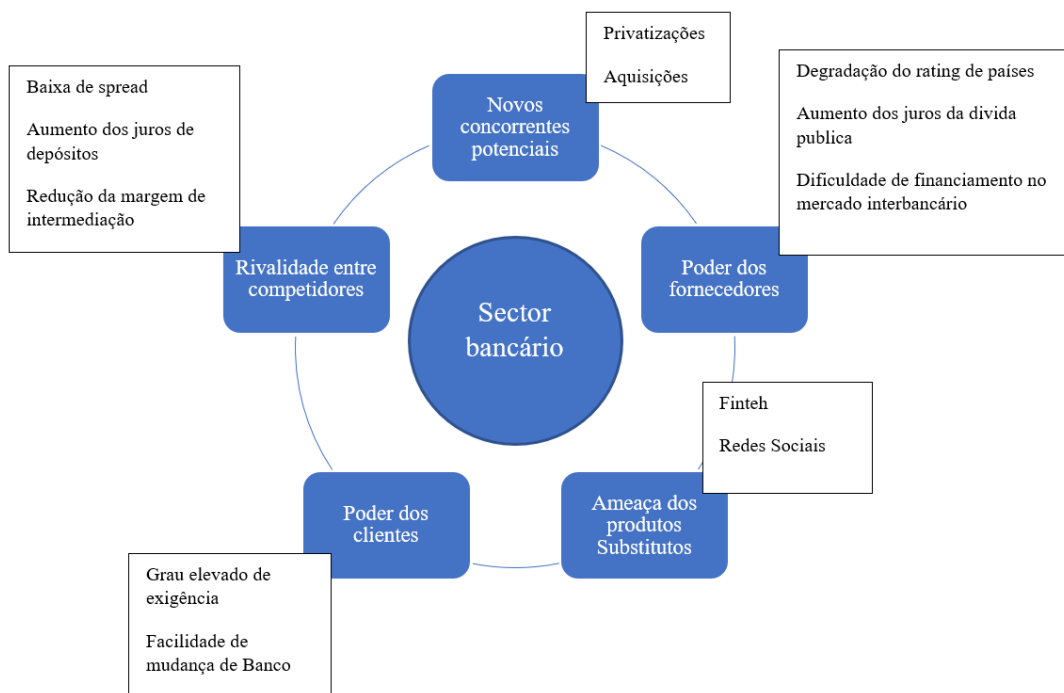 Privatizações
Aquisições
Novos
concorrentes
potenciais
Degradação do rating de países
Aumento dos juros da divida
publica
Dificuldade de financiamento no
mercado interbancário
Poder dos
fornecedores
Finteh
Redes Sociais
Ameaça dos
produtos
Substitutos
Poder dos
clientes
Grau elevado de
exigência
Facilidade de
mudança de Banco
Baixa de spread
Aumento dos juros de
depósitos
Redução da margem de
intermediação
Rivalidade entre
competidores
Sector
bancário